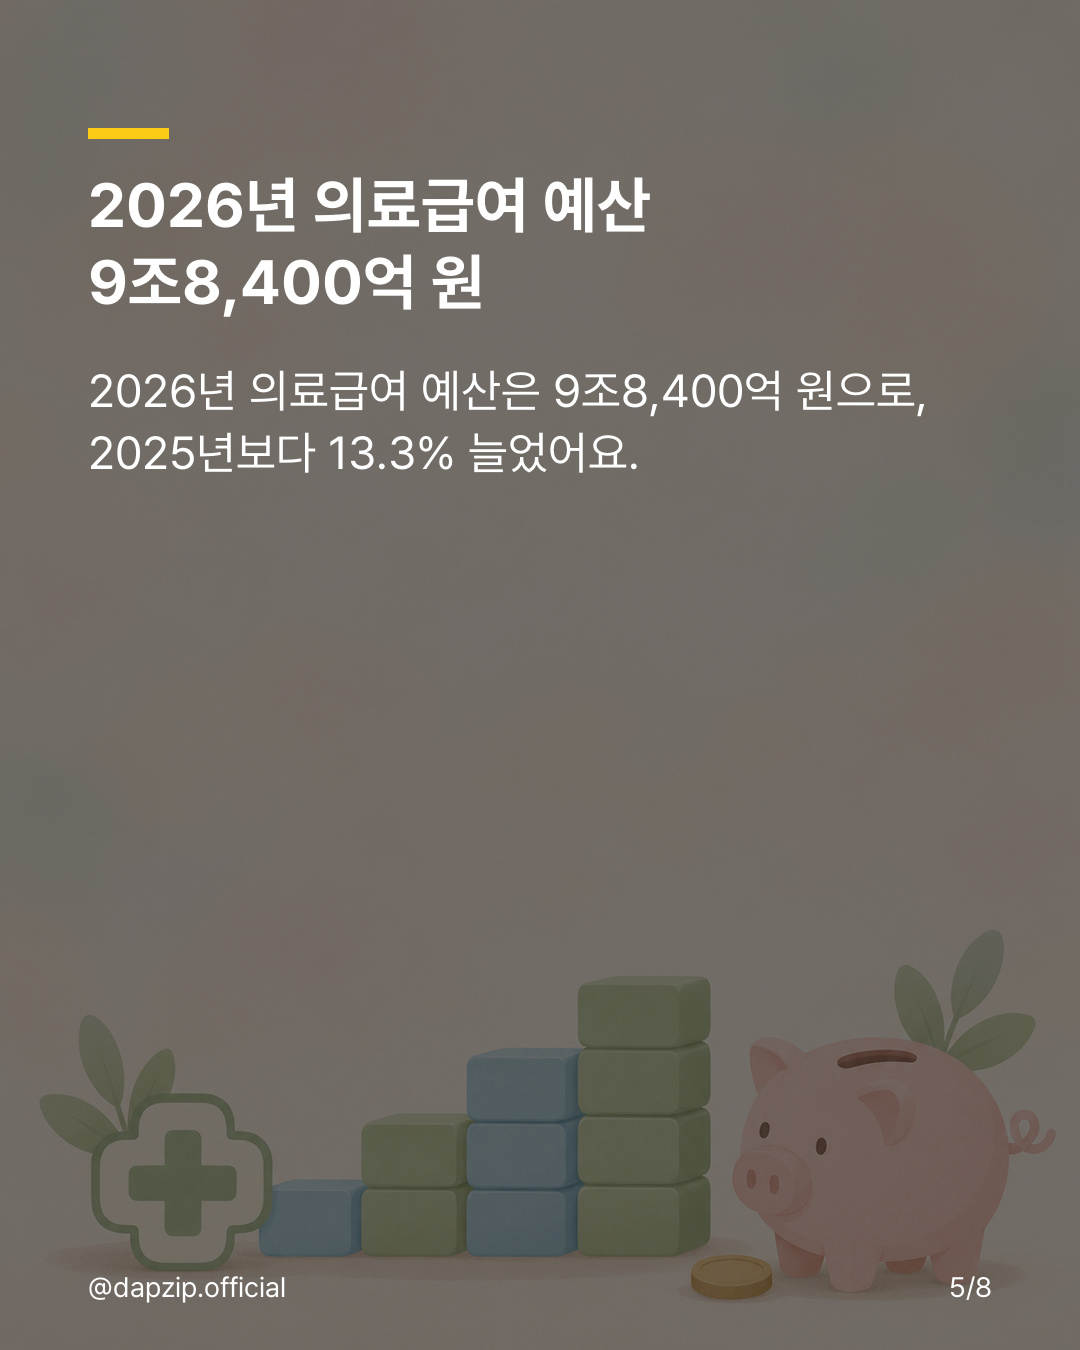 2026년 의료급여 예산
9조8,400억 원
2026년 의료급여 예산은 9조8,400억 원으로,
2025년보다 13.3% 늘었어요.
@dapzip.official
5/8